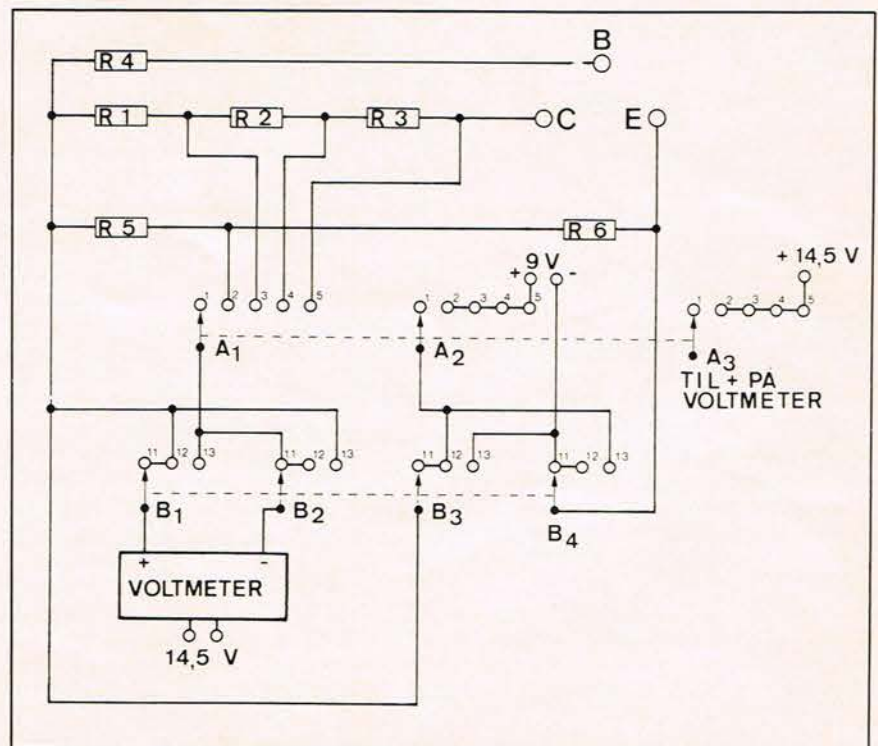 B
R 4
R 1 R 2 R 3 C E
R 5 R 6
+ 9 V -
+ 14,5 V
1 2 3 4 5 1 2 3 4 5 1 2 3 4 5
A1 A2 A3
TIL + PÅ
VOLTMETER
11 12 13 11 12 13 11 12 13 11 12 13
B1 B2 B3 B4
+ -
VOLTMETER
14,5 V